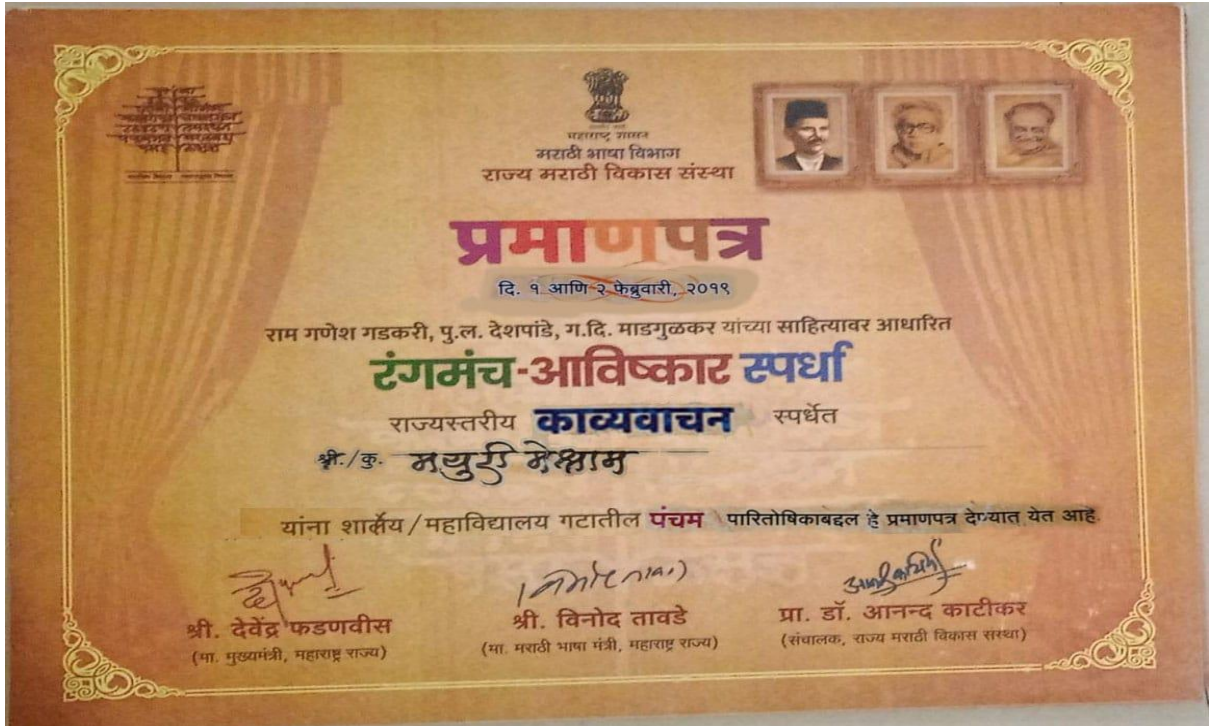 महाराष्ट्र शासन
मराठी भाषा विभाग
राज्य मराठी विकास संस्था
प्रमाणपत्र
दि. १ आणि २ फेब्रुवारी, २०१९
राम गणेश गडकरी, पु.ल. देशपांडे, ग.दि. माडगुळकर यांच्या साहित्यावर आधारित
रंगमंच-आविष्कार स्पर्धा
राज्यस्तरीय काव्यवाचन स्पर्धेत
श्री./कु. मयुरी मेश्राम
यांना शालेय/महाविद्यालय गटातील पंचम पारितोषिकाबद्दल हे प्रमाणपत्र देण्यात येत आहे.
श्री. देवेंद्र फडणवीस
(मा. मुख्यमंत्री, महाराष्ट्र राज्य)
श्री. विनोद तावडे
(मा. मराठी भाषा मंत्री, महाराष्ट्र राज्य)
प्रा. डॉ. आनन्द काटीकर
(संचालक, राज्य मराठी विकास संस्था)